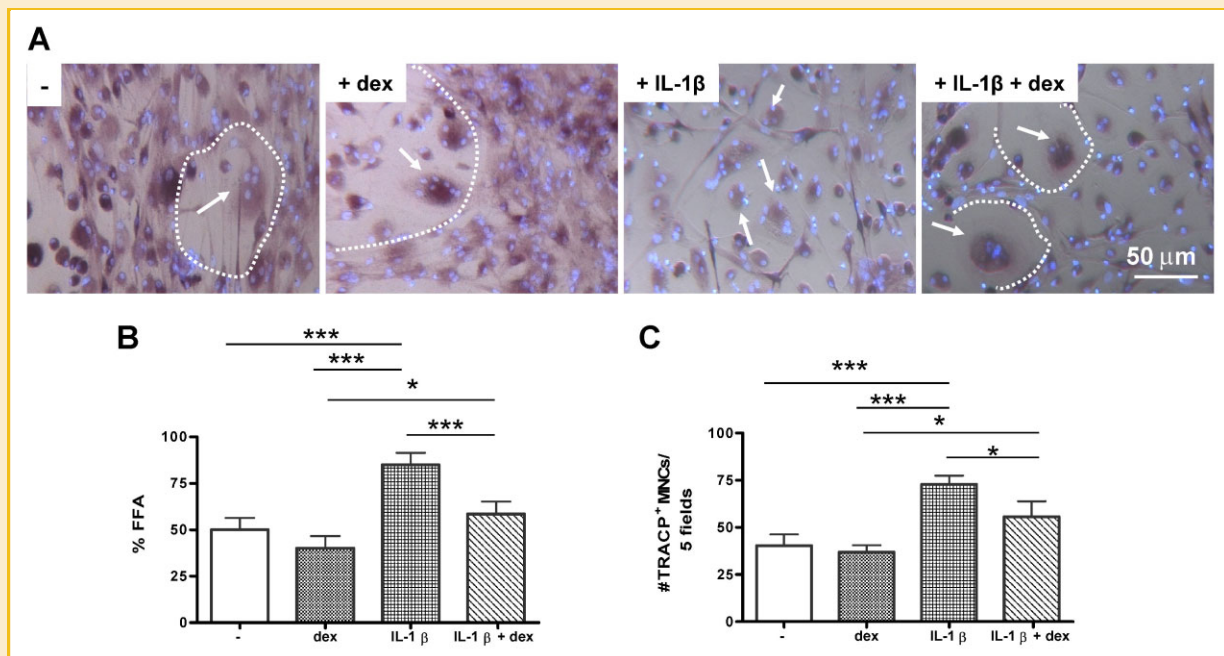 A
-
+ dex
+ IL-1β
+ IL-1β + dex
50 μm
B
***
***
*
***
100
75
50
25
0
% FFA
-
dex
IL-1 β
IL-1 β + dex
C
***
***
*
*
100
75
50
25
0
#TRACP+MNCs/
5 fields
-
dex
IL-1 β
IL-1 β + dex